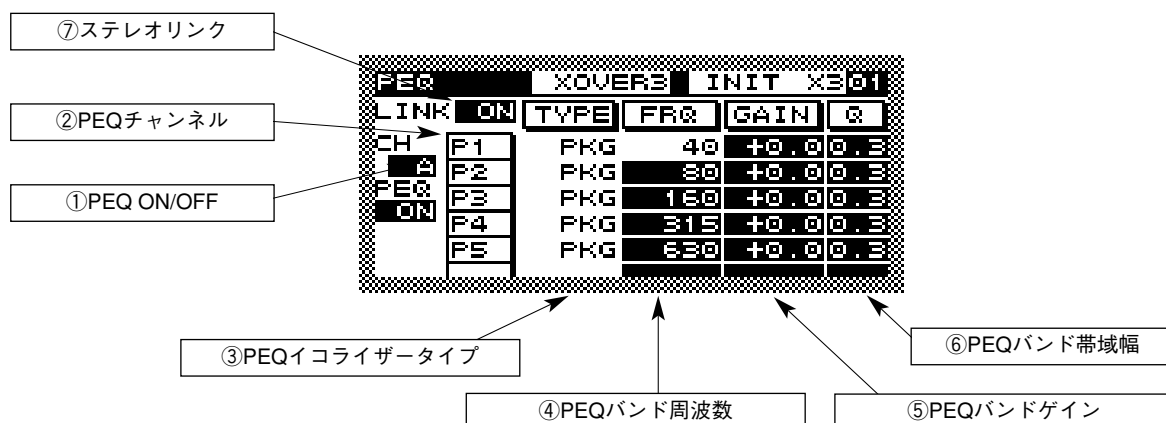 ⑦ステレオリンク
PEQ XOVER3 INIT X3 01
LINK ON TYPE FRQ GAIN Q
②PEQチャンネル
CH P1 PKG 40 +0.0 0.3
A P2 PKG 80 +0.0 0.3
PEQ P3 PKG 160 +0.0 0.3
①PEQ ON/OFF
ON P4 PKG 315 +0.0 0.3
P5 PKG 630 +0.0 0.3
③PEQイコライザータイプ
⑥PEQバンド帯域幅
④PEQバンド周波数
⑤PEQバンドゲイン